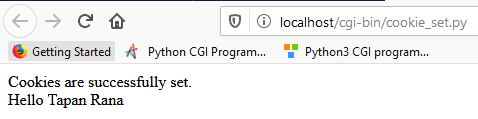 localhost/cgi-bin/cookie_set.py
Getting Started Python CGI Program... Python3 CGI program...
Cookies are successfully set.
Hello Tapan Rana